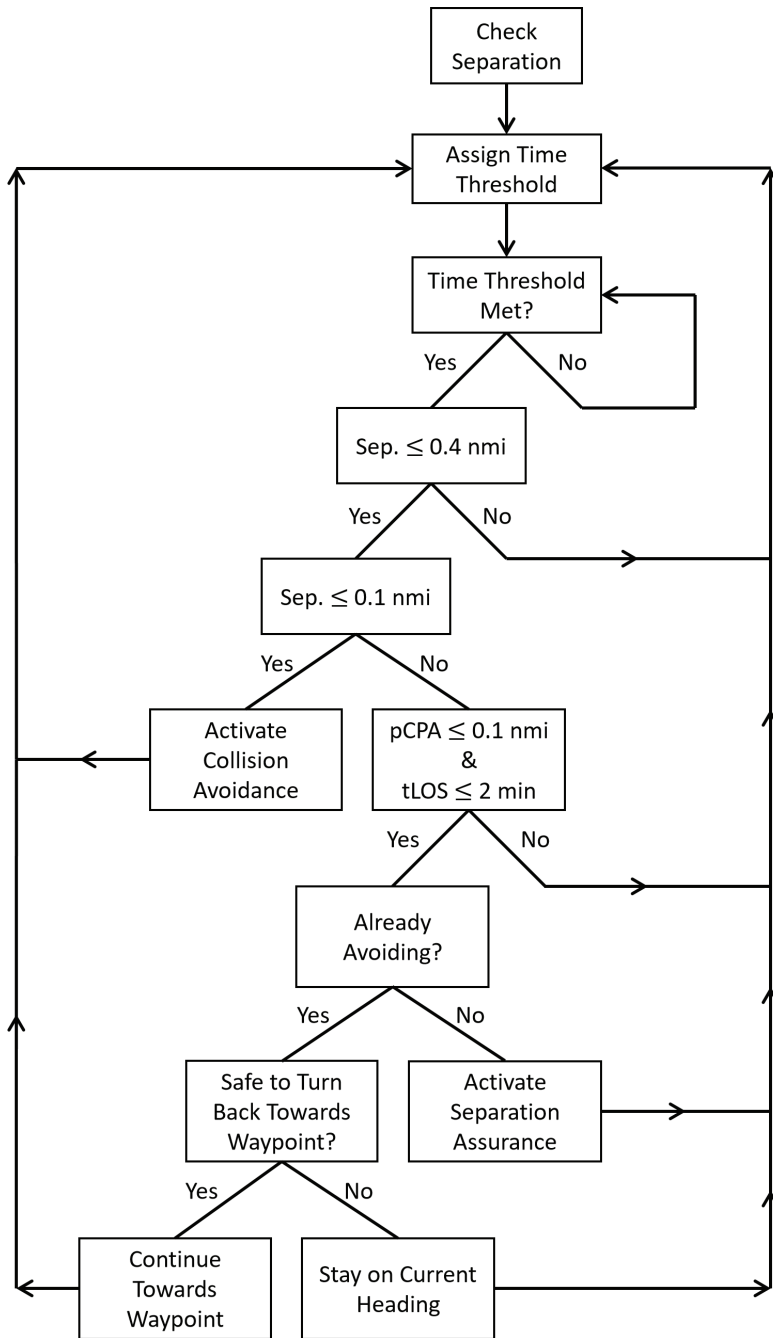 Check
Separation
Assign Time
Threshold
Time Threshold
Met?
Yes
No
Sep. ≤ 0.4 nmi
Yes
No
Sep. ≤ 0.1 nmi
Yes
No
Activate
Collision
Avoidance
pCPA ≤ 0.1 nmi
&
tLOS ≤ 2 min
Yes
No
Already
Avoiding?
Yes
No
Safe to Turn
Back Towards
Waypoint?
Activate
Separation
Assurance
Yes
No
Continue
Towards
Waypoint
Stay on Current
Heading